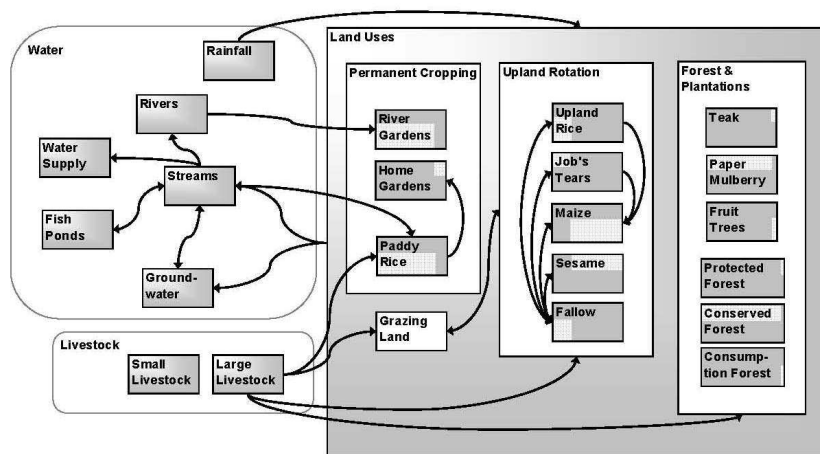 Water
Rainfall
Rivers
Water
Supply
Streams
Fish
Ponds
Ground-
water
Livestock
Small
Livestock
Large
Livestock
Land Uses
Permanent Cropping
River
Gardens
Home
Gardens
Paddy
Rice
Grazing
Land
Upland Rotation
Upland
Rice
Job's
Tears
Maize
Sesame
Fallow
Forest &
Plantations
Teak
Paper
Mulberry
Fruit
Trees
Protected
Forest
Conserved
Forest
Consump-
tion Forest